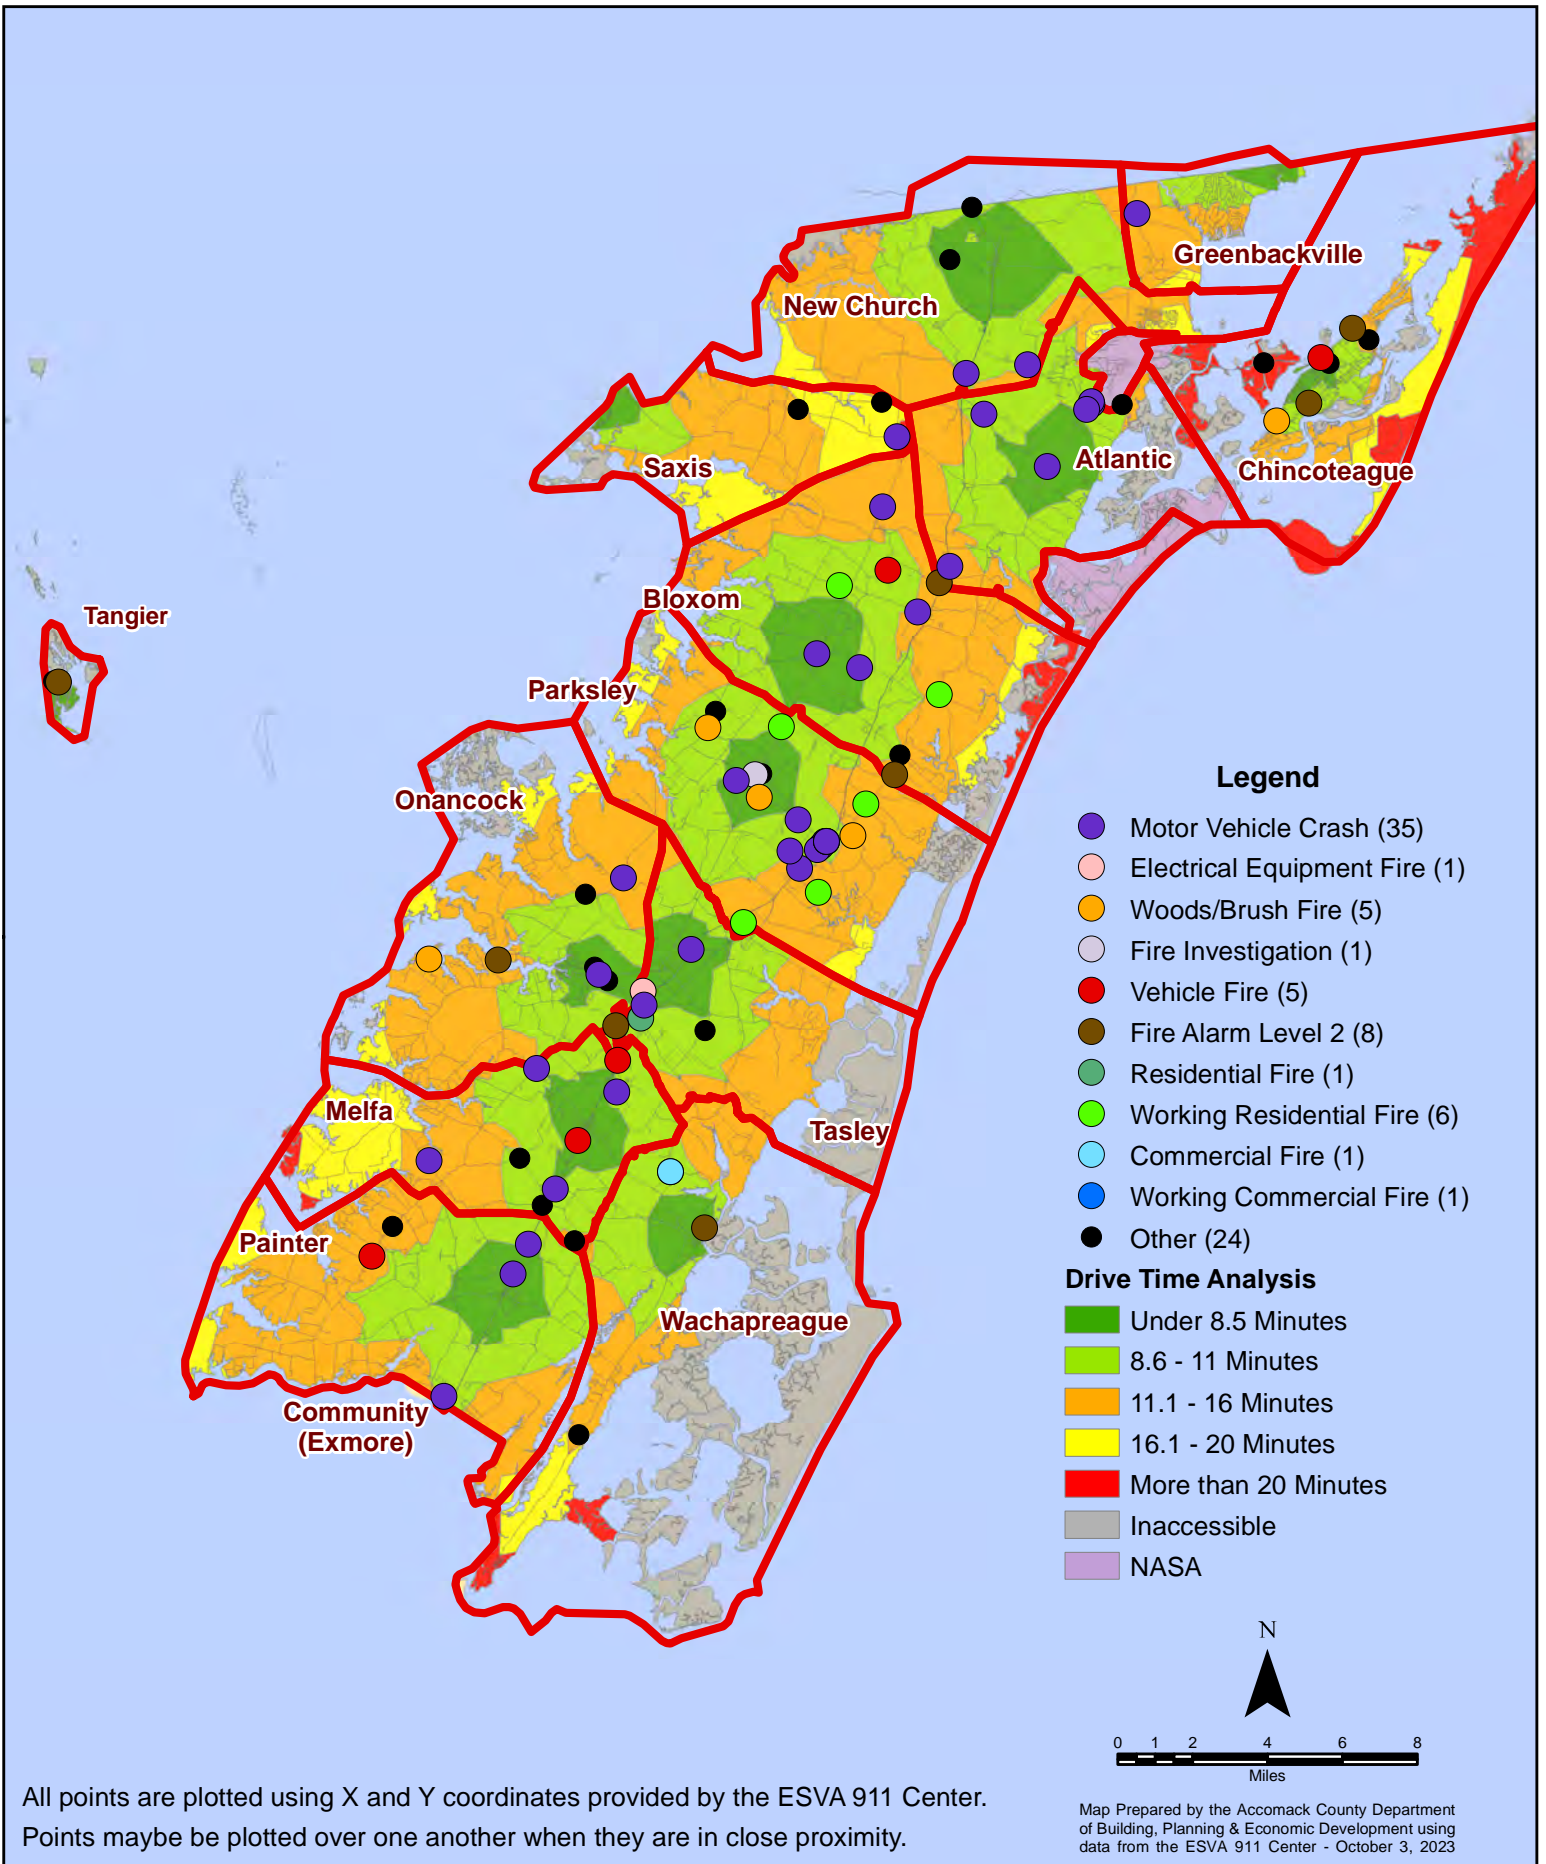 Greenbackville
New Church
Atlantic
Saxis
Chincoteague
Bloxom
Tangier
Parksley
Onancock
Melfa
Tasley
Painter
Wachapreague
Community
(Exmore)
Legend
Motor Vehicle Crash (35)
Electrical Equipment Fire (1)
Woods/Brush Fire (5)
Fire Investigation (1)
Vehicle Fire (5)
Fire Alarm Level 2 (8)
Residential Fire (1)
Working Residential Fire (6)
Commercial Fire (1)
Working Commercial Fire (1)
Other (24)
Drive Time Analysis
Under 8.5 Minutes
8.6 - 11 Minutes
11.1 - 16 Minutes
16.1 - 20 Minutes
More than 20 Minutes
Inaccessible
NASA
N
0 1 2 4 6 8
Miles
All points are plotted using X and Y coordinates provided by the ESVA 911 Center.
Points maybe be plotted over one another when they are in close proximity.
Map Prepared by the Accomack County Department
of Building, Planning & Economic Development using
data from the ESVA 911 Center - October 3, 2023